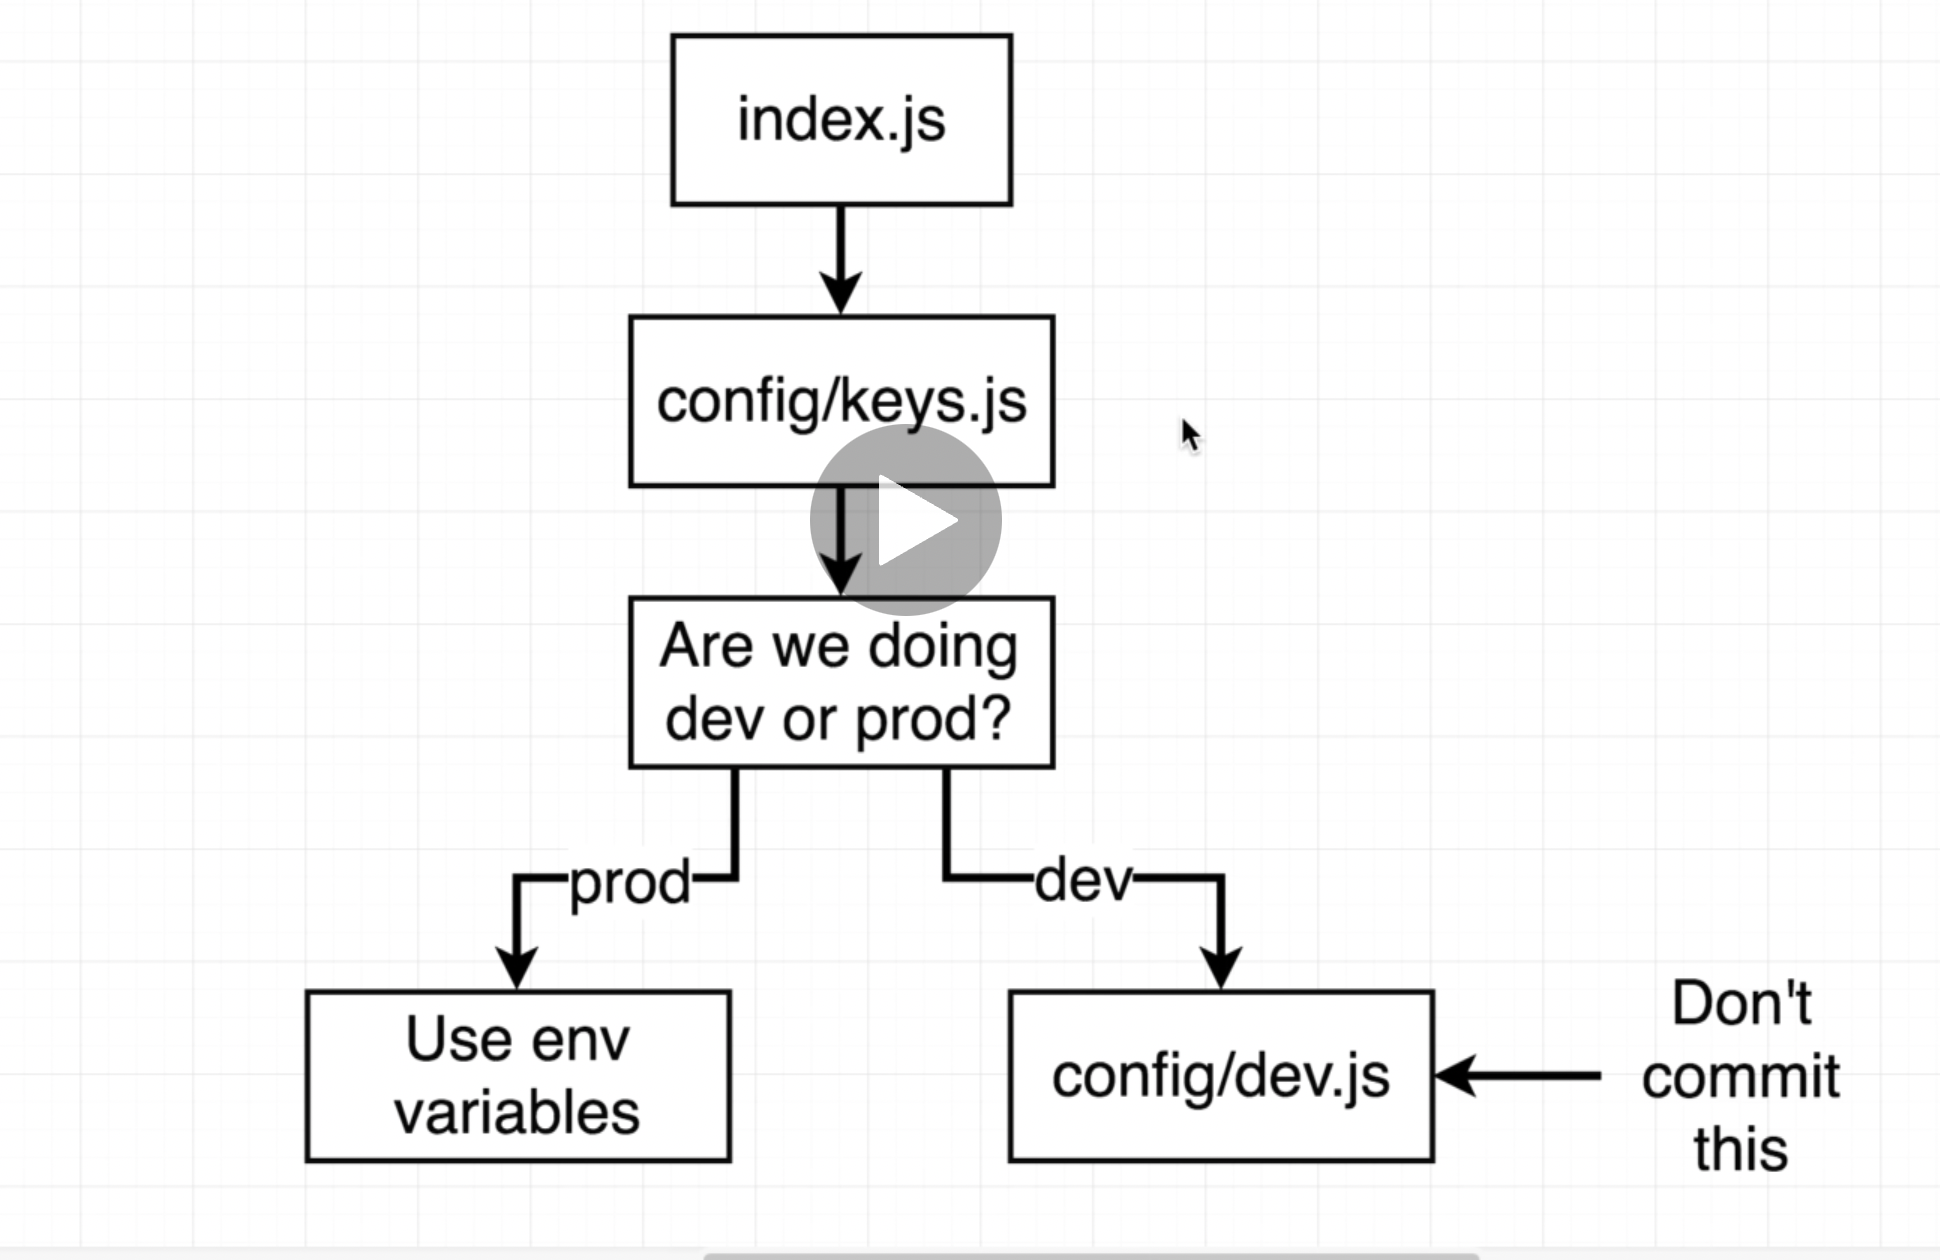 index.js
config/keys.js
Are we doing
dev or prod?
prod
dev
Use env
variables
config/dev.js
Don't
commit
this